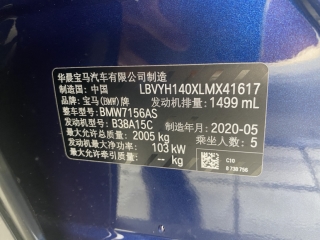 华晨宝马汽车有限公司制造
制造国: 中国 LBVYH140XLMX41617
发动机排量: 1499 mL
品牌: 宝马(BMW)牌
整车型号: BMW7156AS
发动机型号: B38A15C 制造年月: 2020-05
最大允许总质量: 2005 kg 乘坐人数: 5
发动机最大净功率: 103 kW
最大允许 kg
C10
8 738 756